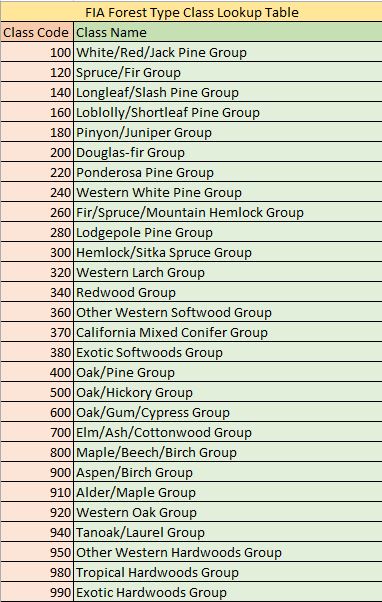 FIA Forest Type Class Lookup Table
Class Code Class Name
100 White/Red/Jack Pine Group
120 Spruce/Fir Group
140 Longleaf/Slash Pine Group
160 Loblolly/Shortleaf Pine Group
180 Pinyon/Juniper Group
200 Douglas-fir Group
220 Ponderosa Pine Group
240 Western White Pine Group
260 Fir/Spruce/Mountain Hemlock Group
280 Lodgepole Pine Group
300 Hemlock/Sitka Spruce Group
320 Western Larch Group
340 Redwood Group
360 Other Western Softwood Group
370 California Mixed Conifer Group
380 Exotic Softwoods Group
400 Oak/Pine Group
500 Oak/Hickory Group
600 Oak/Gum/Cypress Group
700 Elm/Ash/Cottonwood Group
800 Maple/Beech/Birch Group
900 Aspen/Birch Group
910 Alder/Maple Group
920 Western Oak Group
940 Tanoak/Laurel Group
950 Other Western Hardwoods Group
980 Tropical Hardwoods Group
990 Exotic Hardwoods Group